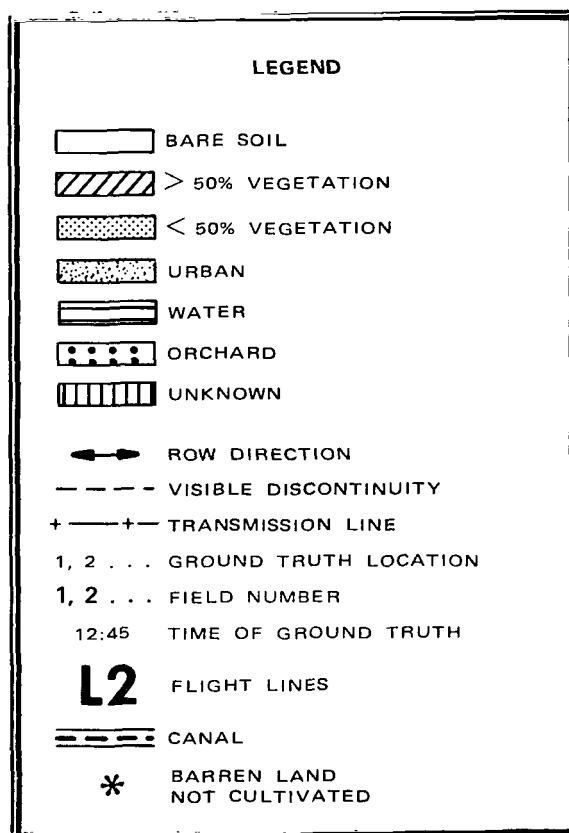 LEGEND
BARE SOIL
> 50% VEGETATION
< 50% VEGETATION
URBAN
WATER
ORCHARD
UNKNOWN
ROW DIRECTION
VISIBLE DISCONTINUITY
TRANSMISSION LINE
1, 2 . . . GROUND TRUTH LOCATION
1, 2 . . . FIELD NUMBER
12:45 TIME OF GROUND TRUTH
L2 FLIGHT LINES
CANAL
* BARREN LAND
NOT CULTIVATED